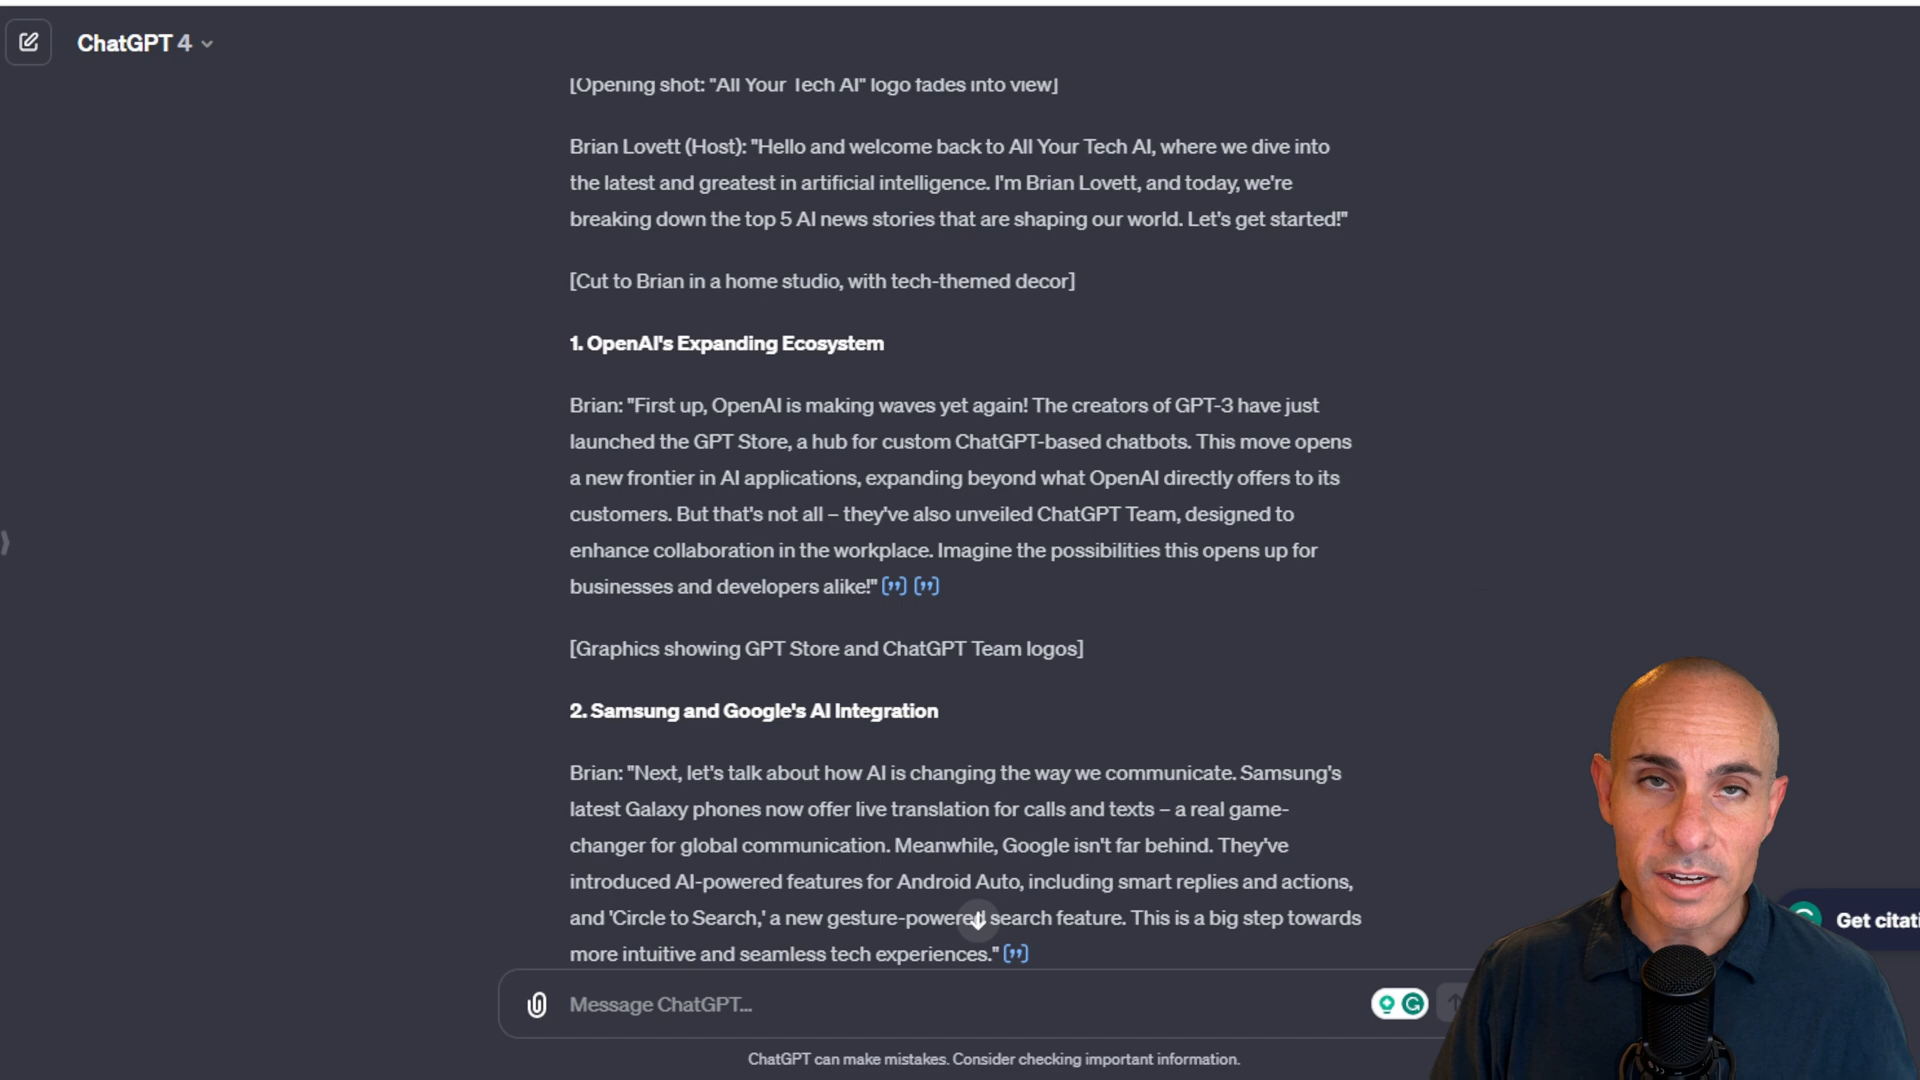 ChatGPT 4
[Opening shot: "All Your Tech AI" logo fades into view]
Brian Lovett (Host): "Hello and welcome back to All Your Tech AI, where we dive into
the latest and greatest in artificial intelligence. I'm Brian Lovett, and today, we're
breaking down the top 5 AI news stories that are shaping our world. Let's get started!"
[Cut to Brian in a home studio, with tech-themed decor]
1. OpenAI's Expanding Ecosystem
Brian: "First up, OpenAI is making waves yet again! The creators of GPT-3 have just
launched the GPT Store, a hub for custom ChatGPT-based chatbots. This move opens
a new frontier in AI applications, expanding beyond what OpenAI directly offers to its
customers. But that's not all – they've also unveiled ChatGPT Team, designed to
enhance collaboration in the workplace. Imagine the possibilities this opens up for
businesses and developers alike!"
[Graphics showing GPT Store and ChatGPT Team logos]
2. Samsung and Google's AI Integration
Brian: "Next, let's talk about how AI is changing the way we communicate. Samsung's
latest Galaxy phones now offer live translation for calls and texts – a real game-
changer for global communication. Meanwhile, Google isn't far behind. They've
introduced AI-powered features for Android Auto, including smart replies and actions,
and 'Circle to Search,' a new gesture-powered search feature. This is a big step towards
more intuitive and seamless tech experiences."
Get citati
Message ChatGPT...
ChatGPT can make mistakes. Consider checking important information.